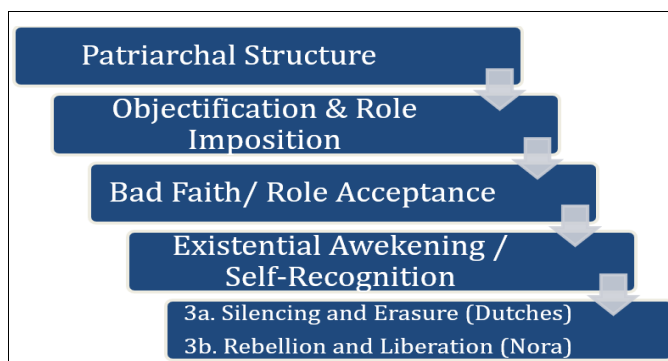 Patriarchal Structure
Objectification & Role
Imposition
Bad Faith/ Role Acceptance
Existential Awekening /
Self-Recognition
3a. Silencing and Erasure (Dutches)
3b. Rebellion and Liberation (Nora)